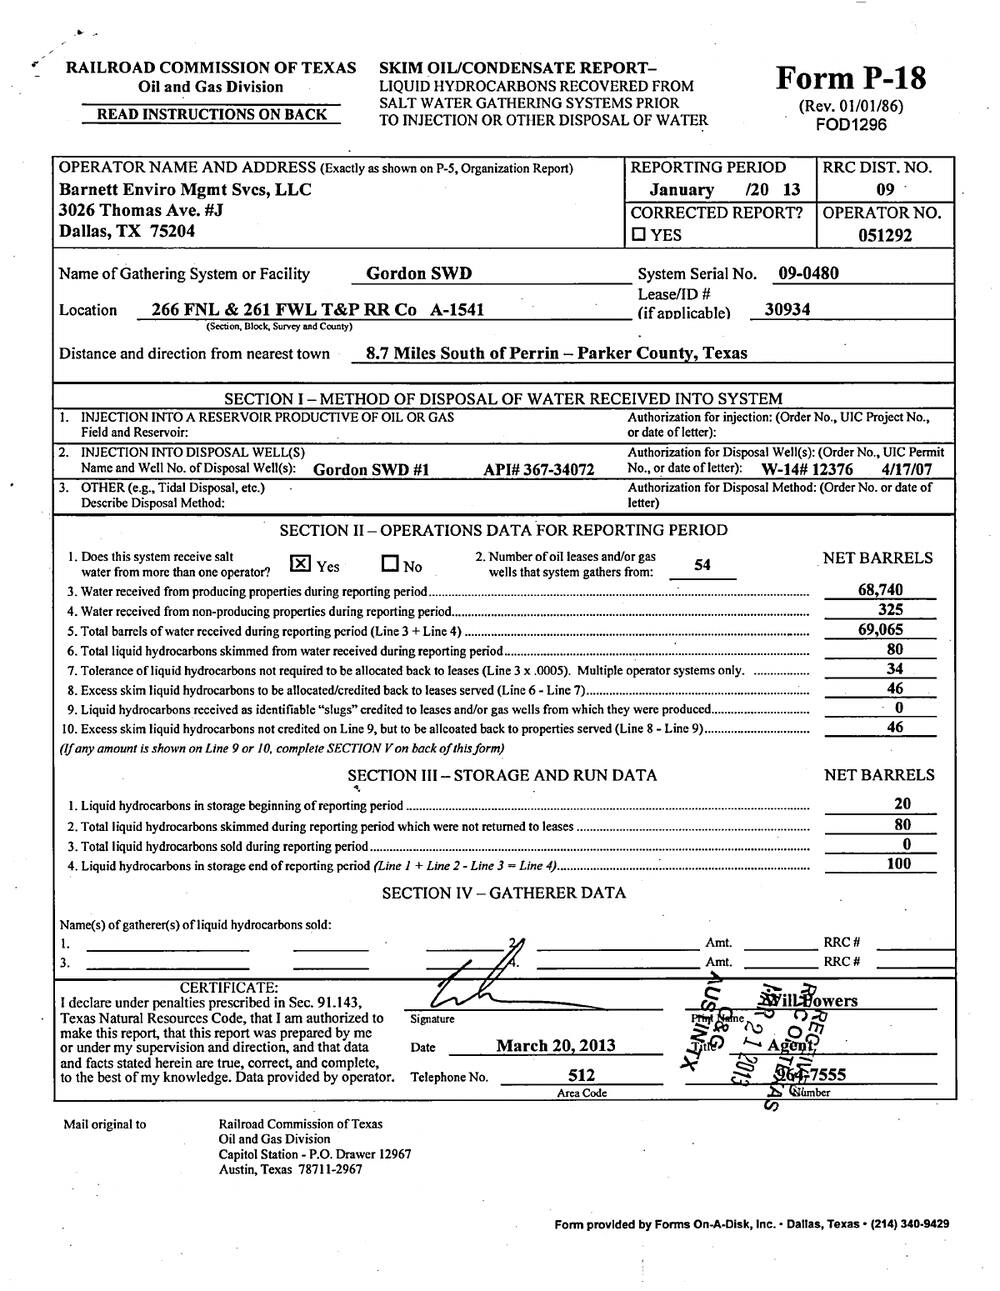 RAILROAD COMMISSION OF TEXAS
Oil and Gas Division
READ INSTRUCTIONS ON BACK
SKIM OIL/CONDENSATE REPORT–
LIQUID HYDROCARBONS RECOVERED FROM
SALT WATER GATHERING SYSTEMS PRIOR
TO INJECTION OR OTHER DISPOSAL OF WATER
Form P-18
(Rev. 01/01/86)
FOD1296
OPERATOR NAME AND ADDRESS (Exactly as shown on P-5, Organization Report)
Barnett Enviro Mgmt Svcs, LLC
3026 Thomas Ave. #J
Dallas, TX 75204
REPORTING PERIOD
January /20 13
CORRECTED REPORT?
☐ YES
RRC DIST. NO.
09
OPERATOR NO.
051292
Name of Gathering System or Facility Gordon SWD System Serial No. 09-0480
Location 266 FNL & 261 FWL T&P RR Co A-1541
(Section, Block, Survey and County)
Lease/ID #
(if applicable) 30934
Distance and direction from nearest town 8.7 Miles South of Perrin – Parker County, Texas
SECTION I – METHOD OF DISPOSAL OF WATER RECEIVED INTO SYSTEM
1. INJECTION INTO A RESERVOIR PRODUCTIVE OF OIL OR GAS
Field and Reservoir:
Authorization for injection: (Order No., UIC Project No.,
or date of letter):
2. INJECTION INTO DISPOSAL WELL(S)
Name and Well No. of Disposal Well(s): Gordon SWD #1 API# 367-34072
Authorization for Disposal Well(s): (Order No., UIC Permit
No., or date of letter): W-14# 12376 4/17/07
3. OTHER (e.g., Tidal Disposal, etc.)
Describe Disposal Method:
Authorization for Disposal Method: (Order No. or date of
letter)
SECTION II – OPERATIONS DATA FOR REPORTING PERIOD
1. Does this system receive salt
water from more than one operator? ☒ Yes ☐ No
2. Number of oil leases and/or gas
wells that system gathers from: 54
NET BARRELS
3. Water received from producing properties during reporting period 68,740
4. Water received from non-producing properties during reporting period 325
5. Total barrels of water received during reporting period (Line 3 + Line 4) 69,065
6. Total liquid hydrocarbons skimmed from water received during reporting period 80
7. Tolerance of liquid hydrocarbons not required to be allocated back to leases (Line 3 x .0005). Multiple operator systems only. 34
8. Excess skim liquid hydrocarbons to be allocated/credited back to leases served (Line 6 - Line 7) 46
9. Liquid hydrocarbons received as identifiable “slugs” credited to leases and/or gas wells from which they were produced 0
10. Excess skim liquid hydrocarbons not credited on Line 9, but to be allcoated back to properties served (Line 8 - Line 9) 46
(If any amount is shown on Line 9 or 10, complete SECTION V on back of this form)
SECTION III – STORAGE AND RUN DATA NET BARRELS
1. Liquid hydrocarbons in storage beginning of reporting period 20
2. Total liquid hydrocarbons skimmed during reporting period which were not returned to leases 80
3. Total liquid hydrocarbons sold during reporting period 0
4. Liquid hydrocarbons in storage end of reporting period (Line 1 + Line 2 - Line 3 = Line 4) 100
SECTION IV – GATHERER DATA
Name(s) of gatherer(s) of liquid hydrocarbons sold:
1. 2. Amt. RRC #
3. 4. Amt. RRC #
CERTIFICATE:
I declare under penalties prescribed in Sec. 91.143,
Texas Natural Resources Code, that I am authorized to
make this report, that this report was prepared by me
or under my supervision and direction, and that data
and facts stated herein are true, correct, and complete,
to the best of my knowledge. Data provided by operator.
Signature
Will Powers
Print Name
Date March 20, 2013
Agent
Title
Telephone No. 512 964-7555
Area Code Number
RECEIVED
RRC OF TEXAS
MAR 21 2013
O&G
AUSTIN TX
Mail original to
Railroad Commission of Texas
Oil and Gas Division
Capitol Station - P.O. Drawer 12967
Austin, Texas 78711-2967
Form provided by Forms On-A-Disk, Inc. • Dallas, Texas • (214) 340-9429